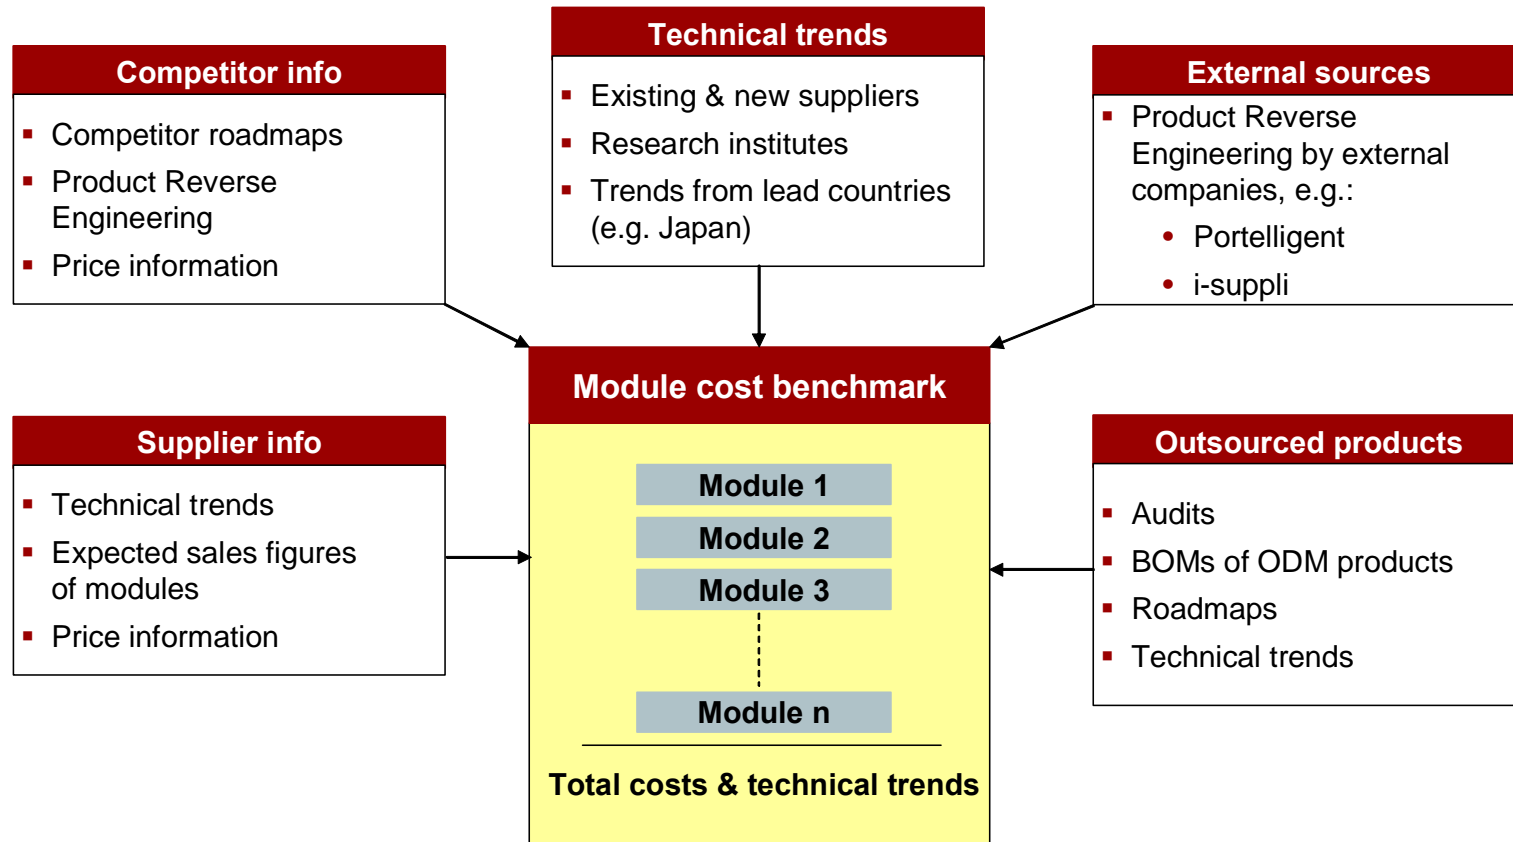 Technical trends
Existing & new suppliers
Research institutes
Trends from lead countries
(e.g. Japan)
Competitor info
Competitor roadmaps
Product Reverse
Engineering
Price information
External sources
Product Reverse
Engineering by external
companies, e.g.:
Portelligent
i-suppli
Module cost benchmark
Module 1
Module 2
Module 3
Module n
Total costs & technical trends
Supplier info
Technical trends
Expected sales figures
of modules
Price information
Outsourced products
Audits
BOMs of ODM products
Roadmaps
Technical trends